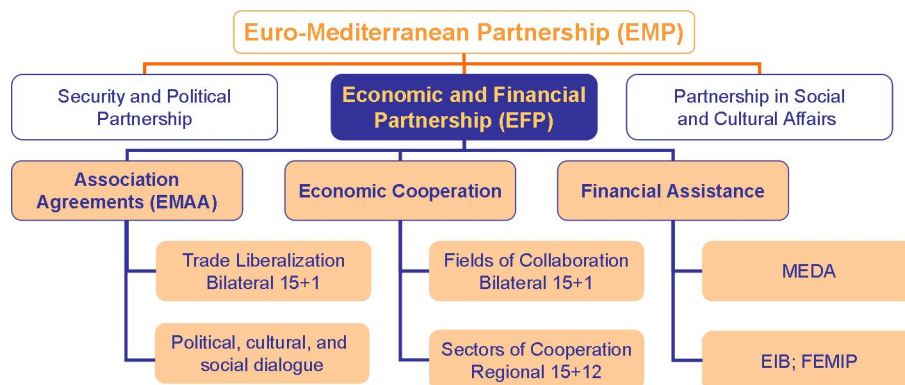 Euro-Mediterranean Partnership (EMP)
Security and Political
Partnership
Economic and Financial
Partnership (EFP)
Partnership in Social
and Cultural Affairs
Association
Agreements (EMAA)
Economic Cooperation
Financial Assistance
Trade Liberalization
Bilateral 15+1
Fields of Collaboration
Bilateral 15+1
MEDA
Political, cultural, and
social dialogue
Sectors of Cooperation
Regional 15+12
EIB; FEMIP